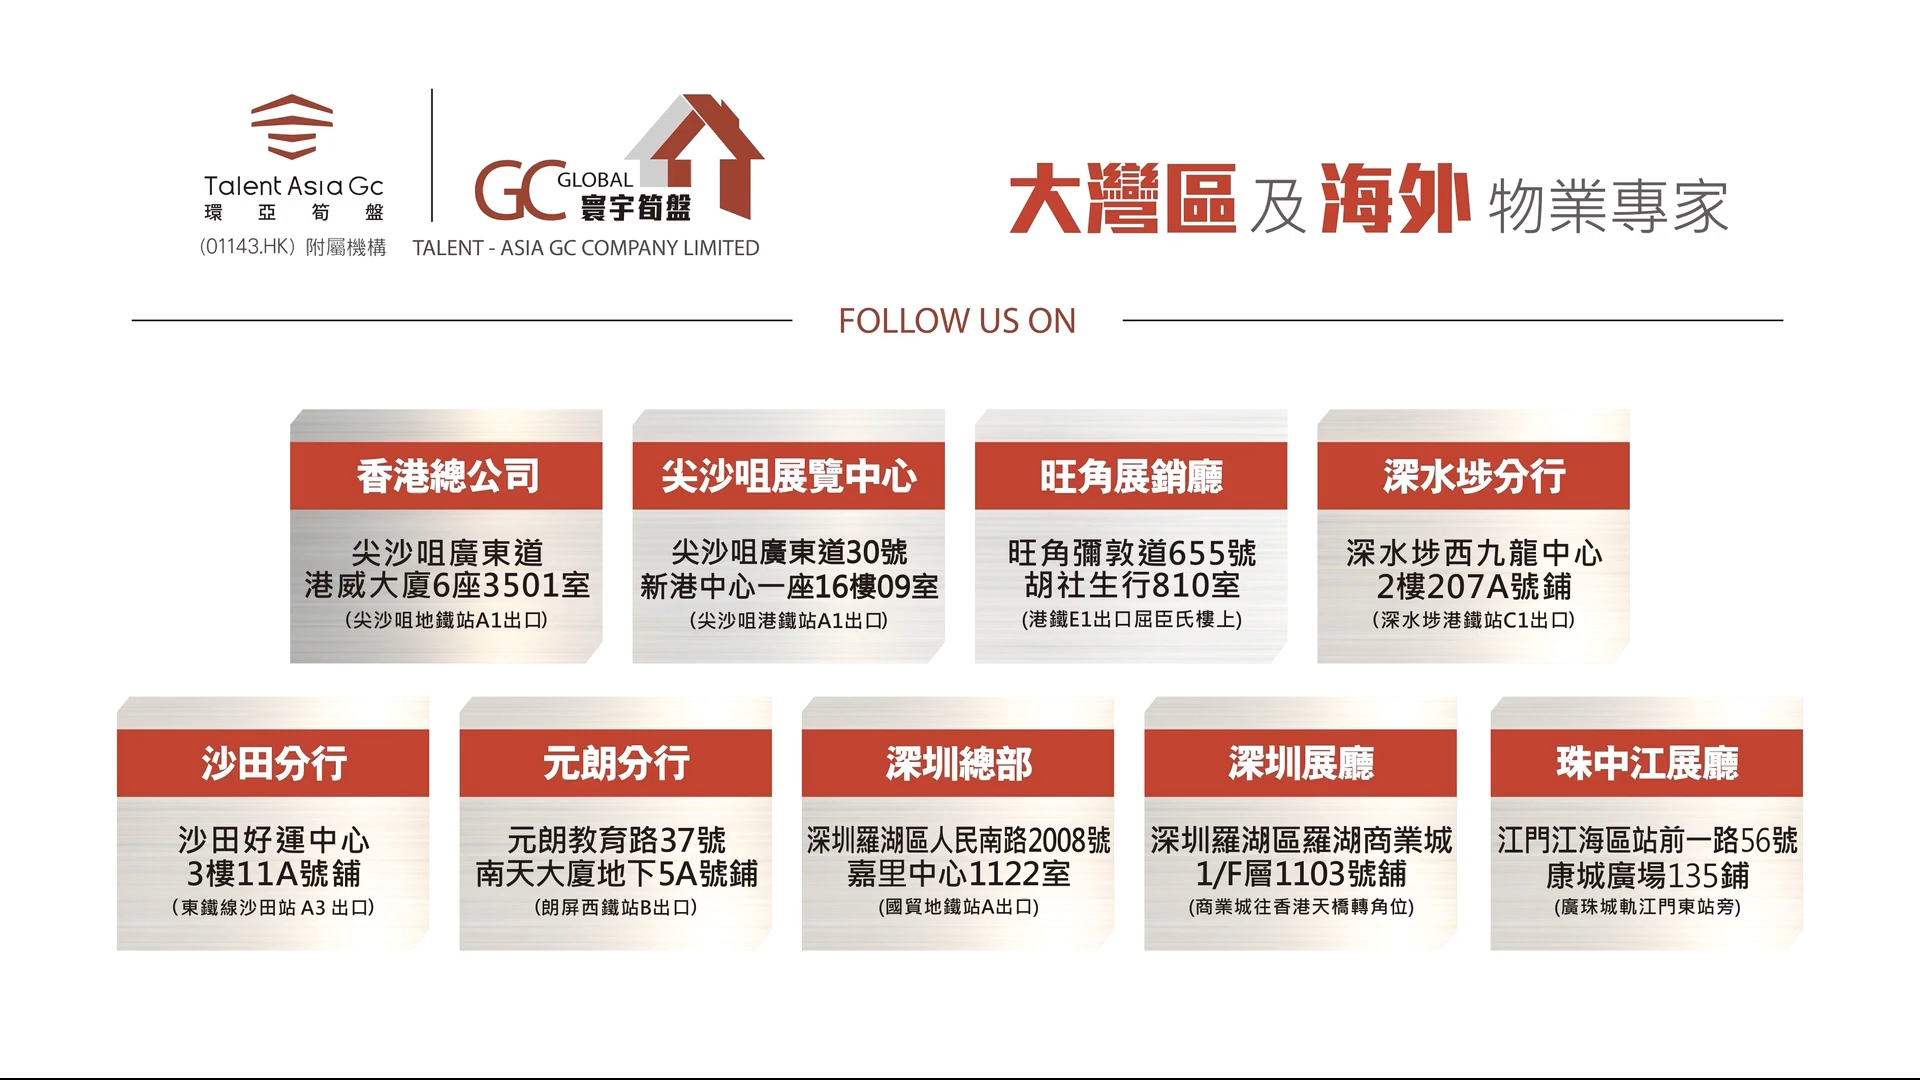 Talent Asia Gc
環亞筍盤
(01143.HK) 附屬機構
GC GLOBAL
寰宇筍盤
TALENT - ASIA GC COMPANY LIMITED
大灣區及海外物業專家
FOLLOW US ON
香港總公司
尖沙咀廣東道
港威大廈6座3501室
(尖沙咀地鐵站A1出口)
尖沙咀展覽中心
尖沙咀廣東道30號
新港中心一座16樓09室
(尖沙咀港鐵站A1出口)
旺角展銷廳
旺角彌敦道655號
胡社生行810室
(港鐵E1出口屈臣氏樓上)
深水埗分行
深水埗西九龍中心
2樓207A號鋪
(深水埗港鐵站C1出口)
沙田分行
沙田好運中心
3樓11A號舖
(東鐵線沙田站 A3 出口)
元朗分行
元朗教育路37號
南天大廈地下5A號鋪
(朗屏西鐵站B出口)
深圳總部
深圳羅湖區人民南路2008號
嘉里中心1122室
(國貿地鐵站A出口)
深圳展廳
深圳羅湖區羅湖商業城
1/F層1103號舖
(商業城往香港天橋轉角位)
珠中江展廳
江門江海區站前一路56號
康城廣場135鋪
(廣珠城軌江門東站旁)